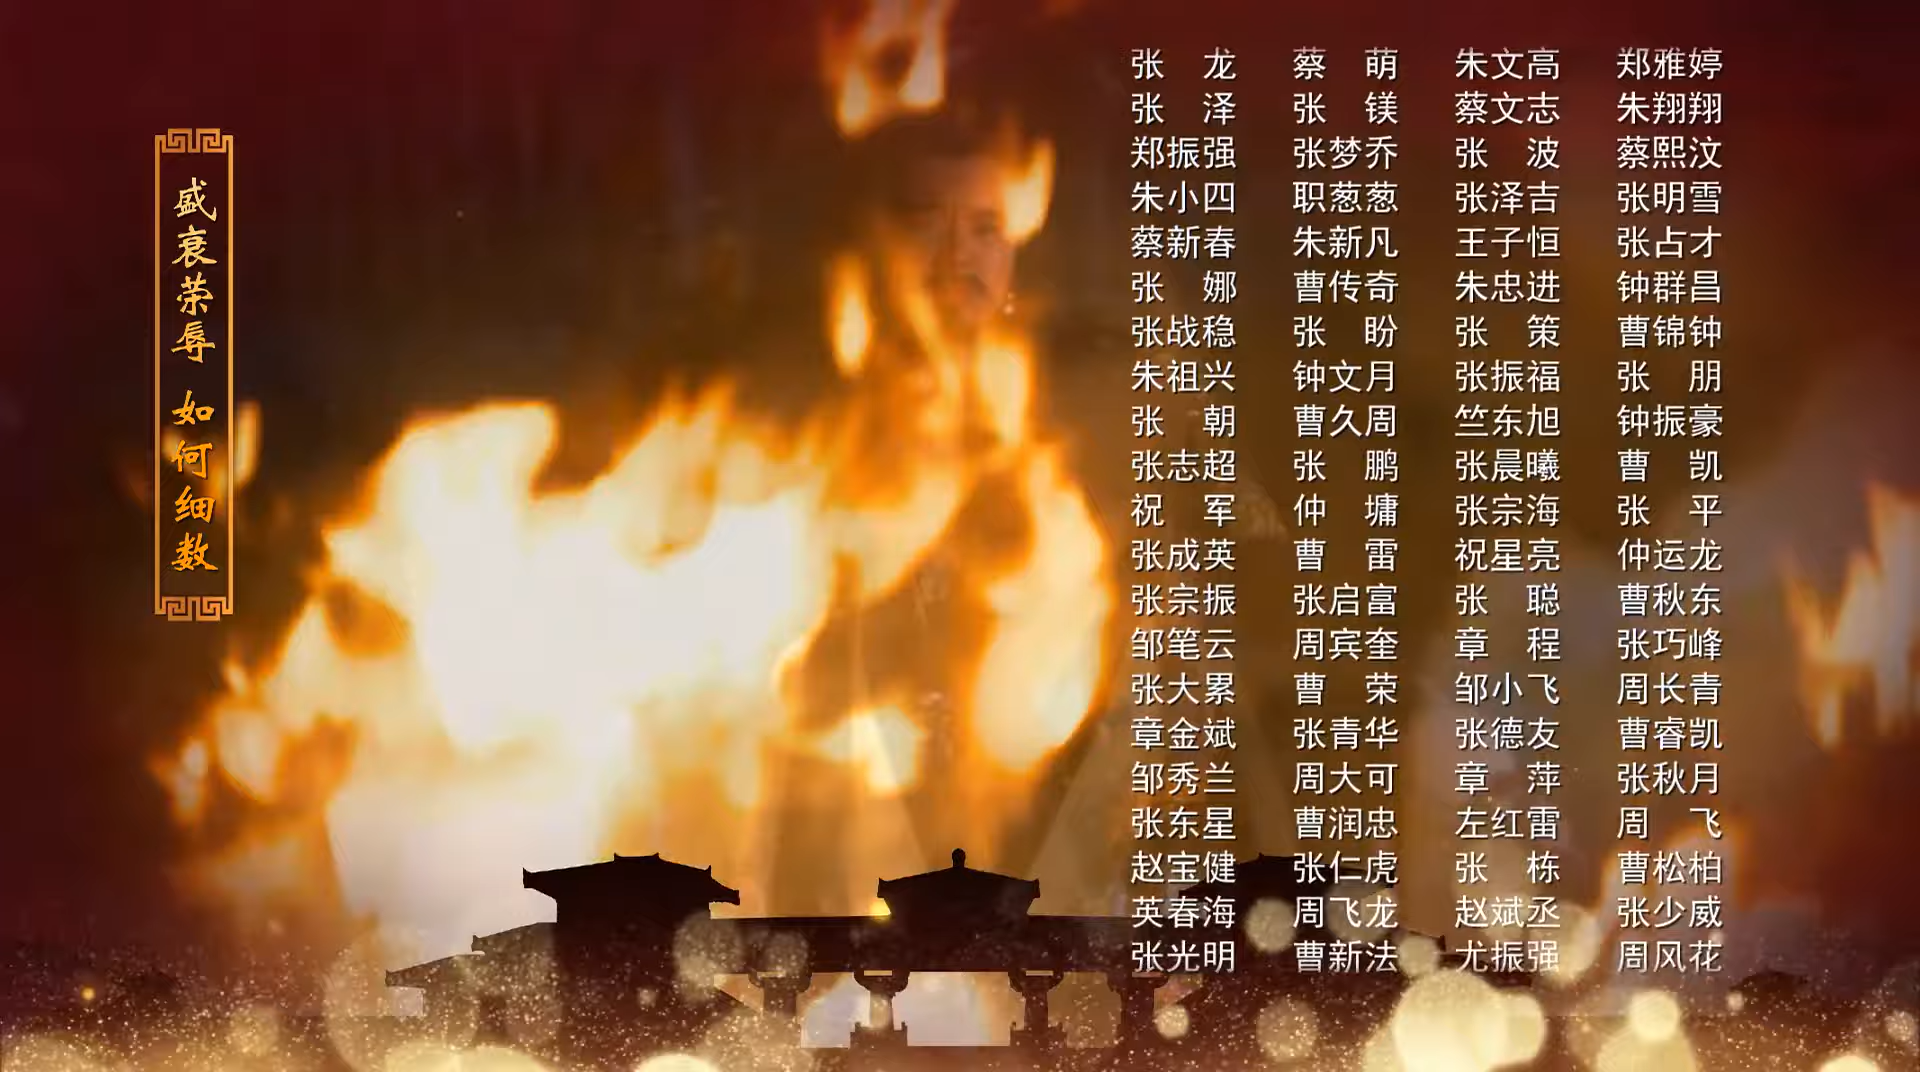 盛衰荣辱 如何细数
张 龙 蔡 萌 朱文高 郑雅婷
张 泽 张 镁 蔡文志 朱翔翔
郑振强 张梦乔 张 波 蔡熙汶
朱小四 职葱葱 张泽吉 张明雪
蔡新春 朱新凡 王子恒 张占才
张 娜 曹传奇 朱忠进 钟群昌
张战稳 张 盼 张 策 曹锦钟
朱祖兴 钟文月 张振福 张 朋
张 朝 曹久周 竺东旭 钟振豪
张志超 张 鹏 张晨曦 曹 凯
祝 军 仲 墉 张宗海 张 平
张成英 曹 雷 祝星亮 仲运龙
张宗振 张启富 张 聪 曹秋东
邹笔云 周宾奎 章 程 张巧峰
张大累 曹 荣 邹小飞 周长青
章金斌 张青华 张德友 曹睿凯
邹秀兰 周大可 章 萍 张秋月
张东星 曹润忠 左红雷 周 飞
赵宝健 张仁虎 张 栋 曹松柏
英春海 周飞龙 赵斌丞 张少威
张光明 曹新法 尤振强 周风花